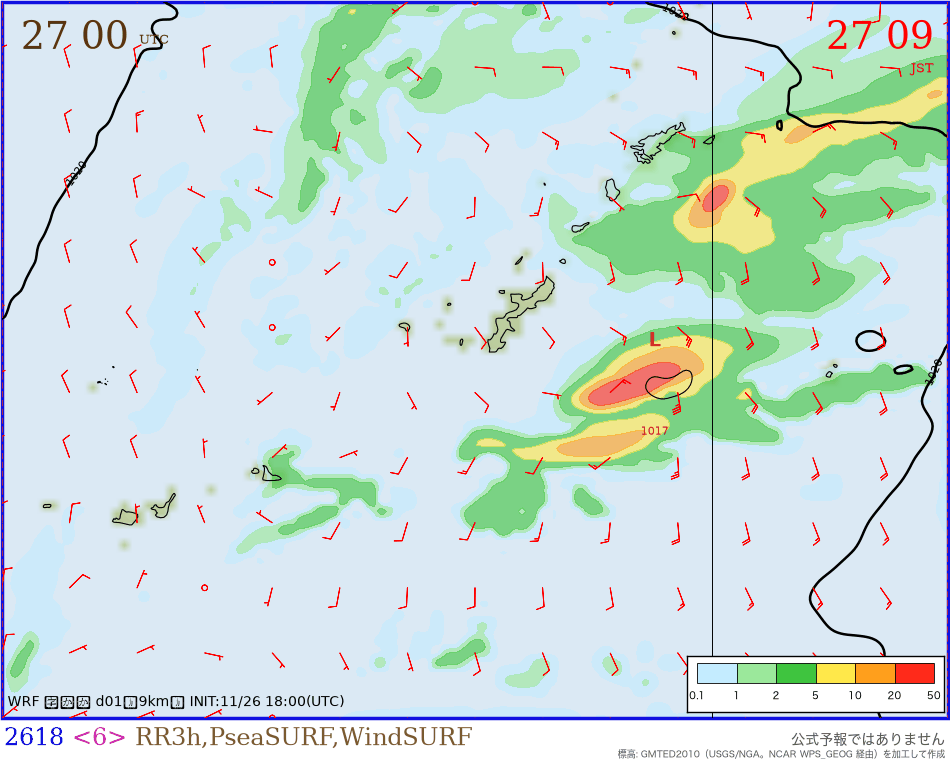 27 00 UTC
27 09
JST
1020
1020
1020
L
1017
0.1 1 2 5 10 20 50
WRF d01 9km INIT:11/26 18:00(UTC)
2618 <6> RR3h,PseaSURF,WindSURF
公式予報ではありません
標高: GMTED2010（USGS/NGA。NCAR WPS_GEOG 経由）を加工して作成